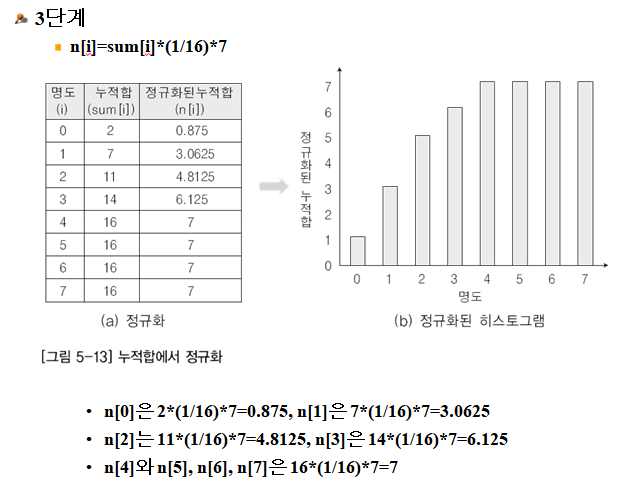 3단계
n[i]=sum[i]*(1/16)*7
명도 (i) 누적합 (sum[i]) 정규화된누적합 (n[i])
0 2 0.875
1 7 3.0625
2 11 4.8125
3 14 6.125
4 16 7
5 16 7
6 16 7
7 16 7
(a) 정규화
정규화된 누적합
7
6
5
4
3
2
1
0
0 1 2 3 4 5 6 7
명도
(b) 정규화된 히스토그램
[그림 5-13] 누적합에서 정규화
• n[0]은 2*(1/16)*7=0.875, n[1]은 7*(1/16)*7=3.0625
• n[2]는 11*(1/16)*7=4.8125, n[3]은 14*(1/16)*7=6.125
• n[4]와 n[5], n[6], n[7]은 16*(1/16)*7=7